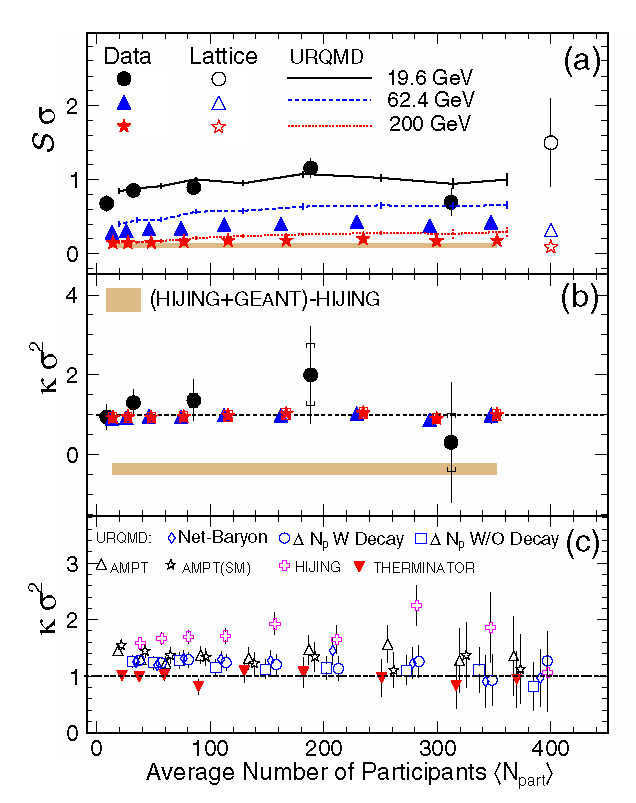 Data Lattice URQMD (a)
19.6 GeV
62.4 GeV
200 GeV
S σ
2
1
0
(HIJING+GEANT)-HIJING (b)
κ σ²
4
2
0
(c)
URQMD: Net-Baryon Δ Nₚ W Decay Δ Nₚ W/O Decay
AMPT AMPT(SM) HIJING THERMINATOR
κ σ²
3
2
1
0
0 100 200 300 400
Average Number of Participants ⟨Nₚₐᵣₜ⟩